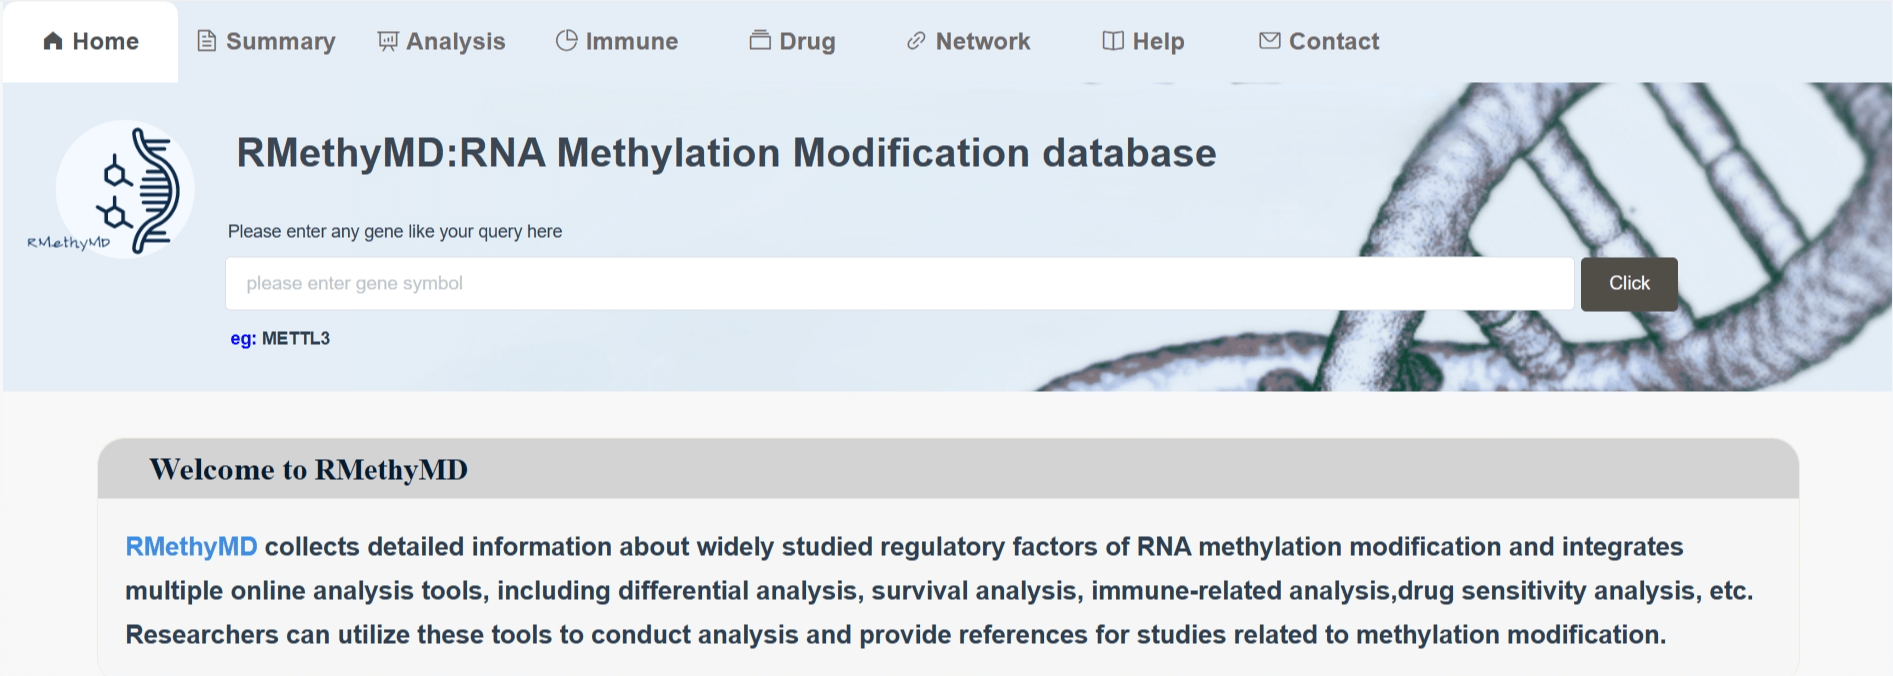 Home Summary Analysis Immune Drug Network Help Contact
RMethyMD:RNA Methylation Modification database
RMethyMD
Please enter any gene like your query here
please enter gene symbol Click
eg: METTL3
Welcome to RMethyMD
RMethyMD collects detailed information about widely studied regulatory factors of RNA methylation modification and integrates
multiple online analysis tools, including differential analysis, survival analysis, immune-related analysis,drug sensitivity analysis, etc.
Researchers can utilize these tools to conduct analysis and provide references for studies related to methylation modification.